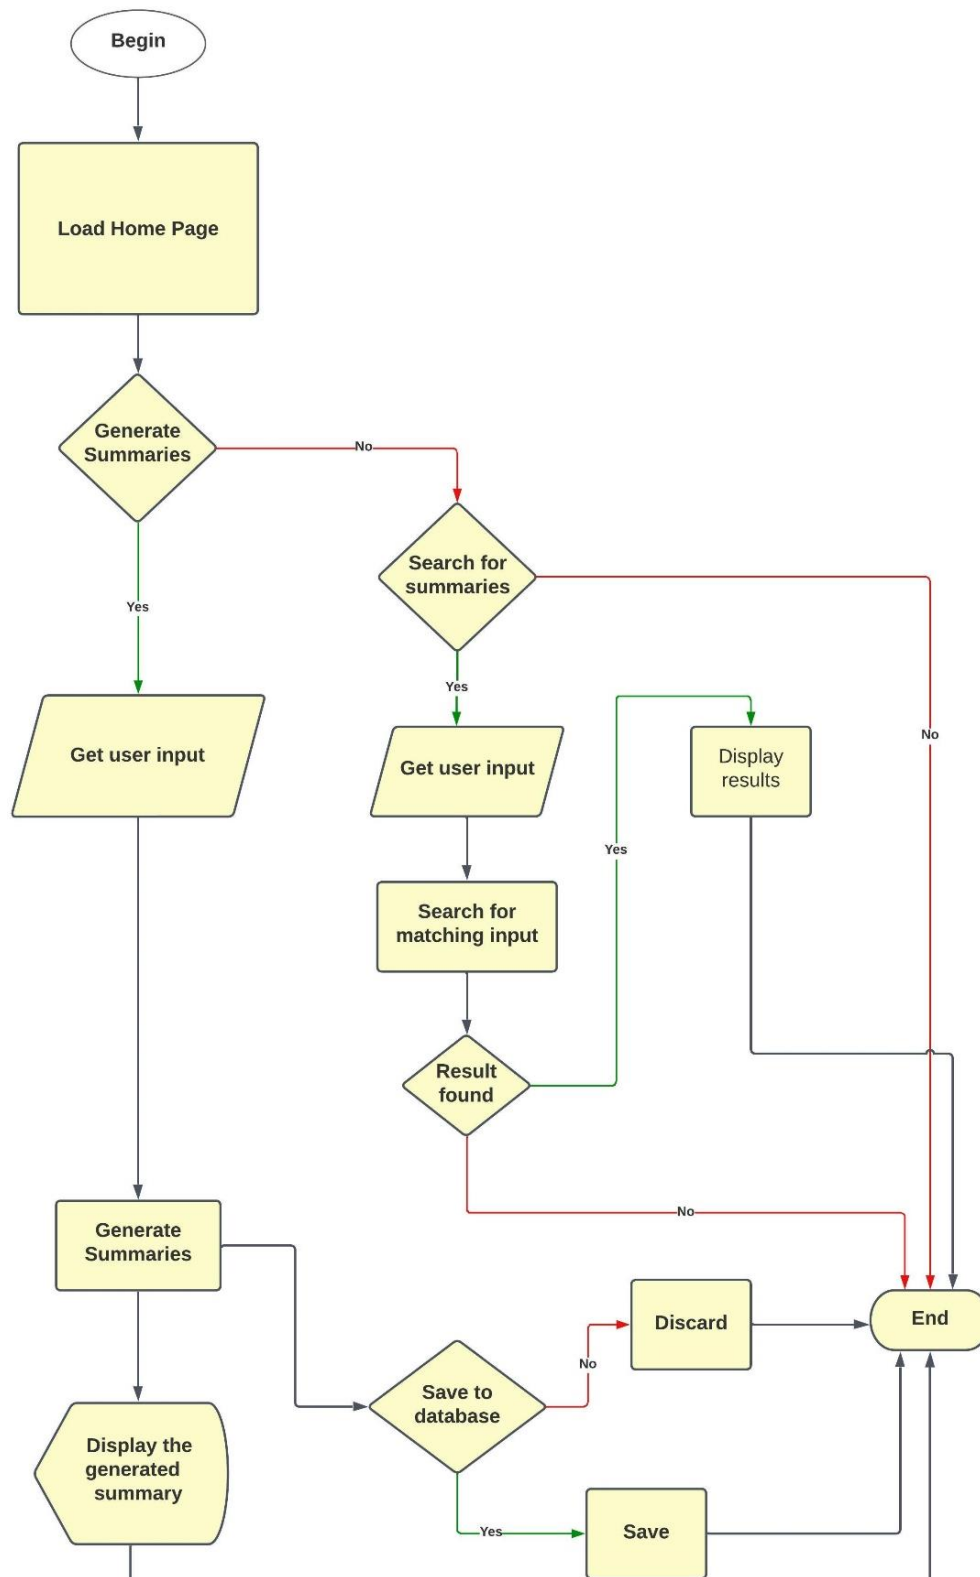 Begin
Load Home Page
Generate
Summaries
No
Search for
summaries
Yes
Yes
No
Get user input
Get user input
Display
results
Yes
Search for
matching input
Result
found
No
Generate
Summaries
Discard
End
No
Save to
database
Display the
generated
summary
Yes
Save